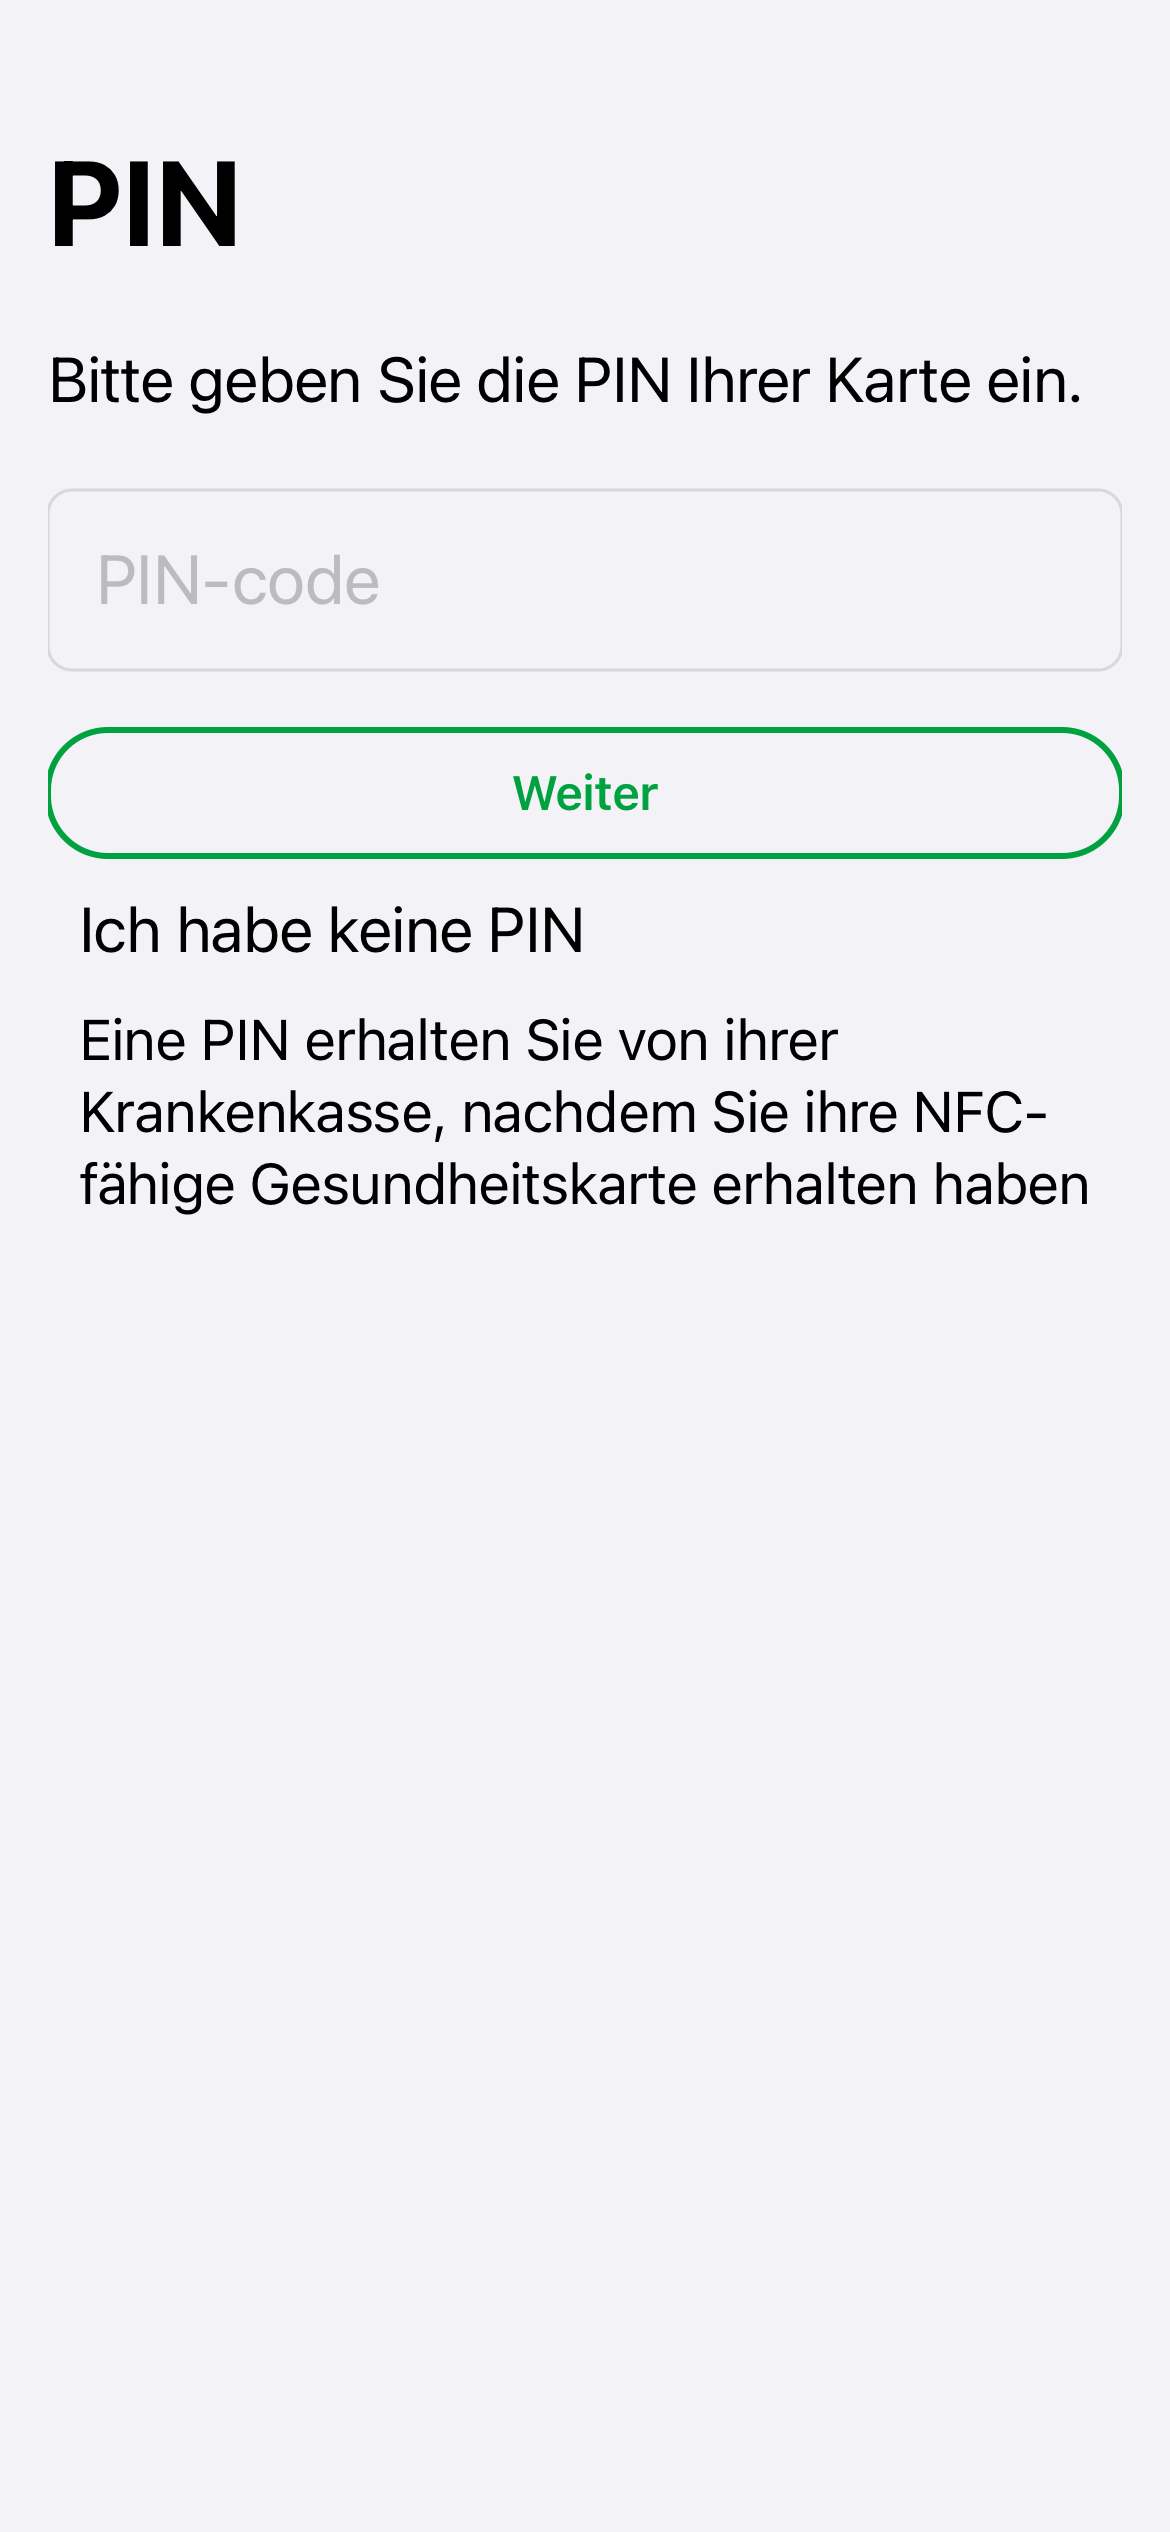 PIN
Bitte geben Sie die PIN Ihrer Karte ein.
PIN-code
Weiter
Ich habe keine PIN
Eine PIN erhalten Sie von ihrer
Krankenkasse, nachdem Sie ihre NFC-
fähige Gesundheitskarte erhalten haben